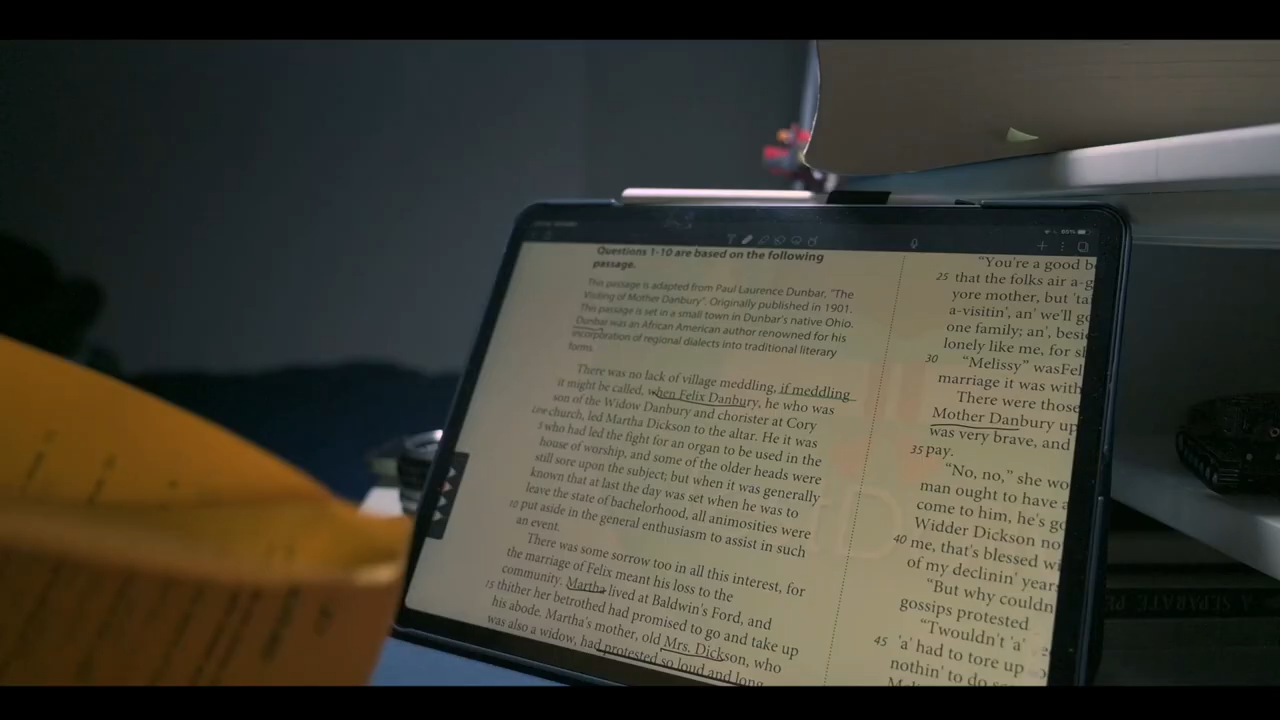 85%
Questions 1-10 are based on the following
passage.
This passage is adapted from Paul Laurence Dunbar, "The
Visiting of Mother Danbury". Originally published in 1901.
This passage is set in a small town in Dunbar's native Ohio.
Dunbar was an African American author renowned for his
incorporation of regional dialects into traditional literary
forms.
There was no lack of village meddling, if meddling
it might be called, when Felix Danbury, he who was
son of the Widow Danbury and chorister at Cory
Line church, led Martha Dickson to the altar. He it was
5 who had led the fight for an organ to be used in the
house of worship, and some of the older heads were
still sore upon the subject; but when it was generally
known that at last the day was set when he was to
leave the state of bachelorhood, all animosities were
10 put aside in the general enthusiasm to assist in such
an event.
There was some sorrow too in all this interest, for
the marriage of Felix meant his loss to the
community. Martha lived at Baldwin's Ford, and
15 thither her betrothed had promised to go and take up
his abode. Martha's mother, old Mrs. Dickson, who
was also a widow, had protested so loud and long
"You're a good
25 that the folks air a-g
yore mother, but 'ta
a-visitin', an' we'll go
one family; an', besi
lonely like me, for s
30 "Melissy" was Fel
marriage it was with
There were those
Mother Danbury up
was very brave, and
35 pay.
"No, no," she wo
man ought to have a
come to him, he's go
Widder Dickson no
40 me, that's blessed wi
of my declinin' years
"But why couldn
gossips protested
"Twouldn't 'a'
45 'a' had to tore up
nothin' to do
A SEPARATE PE